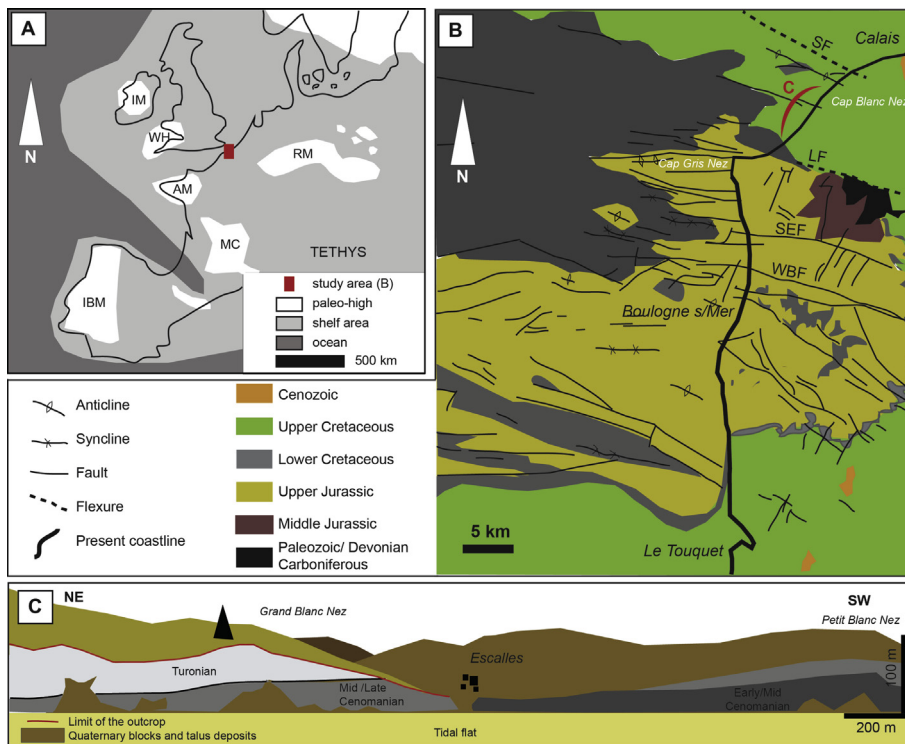 A
N
IM
WH
RM
AM
MC
TETHYS
IBM
study area (B)
paleo-high
shelf area
ocean
500 km
B
N
SF
Calais
C
Cap Blanc Nez
LF
Cap Gris Nez
SEF
WBF
Boulogne s/Mer
5 km
Le Touquet
Anticline
Syncline
Fault
Flexure
Present coastline
Cenozoic
Upper Cretaceous
Lower Cretaceous
Upper Jurassic
Middle Jurassic
Paleozoic/ Devonian
Carboniferous
C
NE
Grand Blanc Nez
SW
Petit Blanc Nez
Escalles
Turonian
Mid /Late
Cenomanian
Early/Mid
Cenomanian
100 m
Limit of the outcrop
Quaternary blocks and talus deposits
Tidal flat
200 m